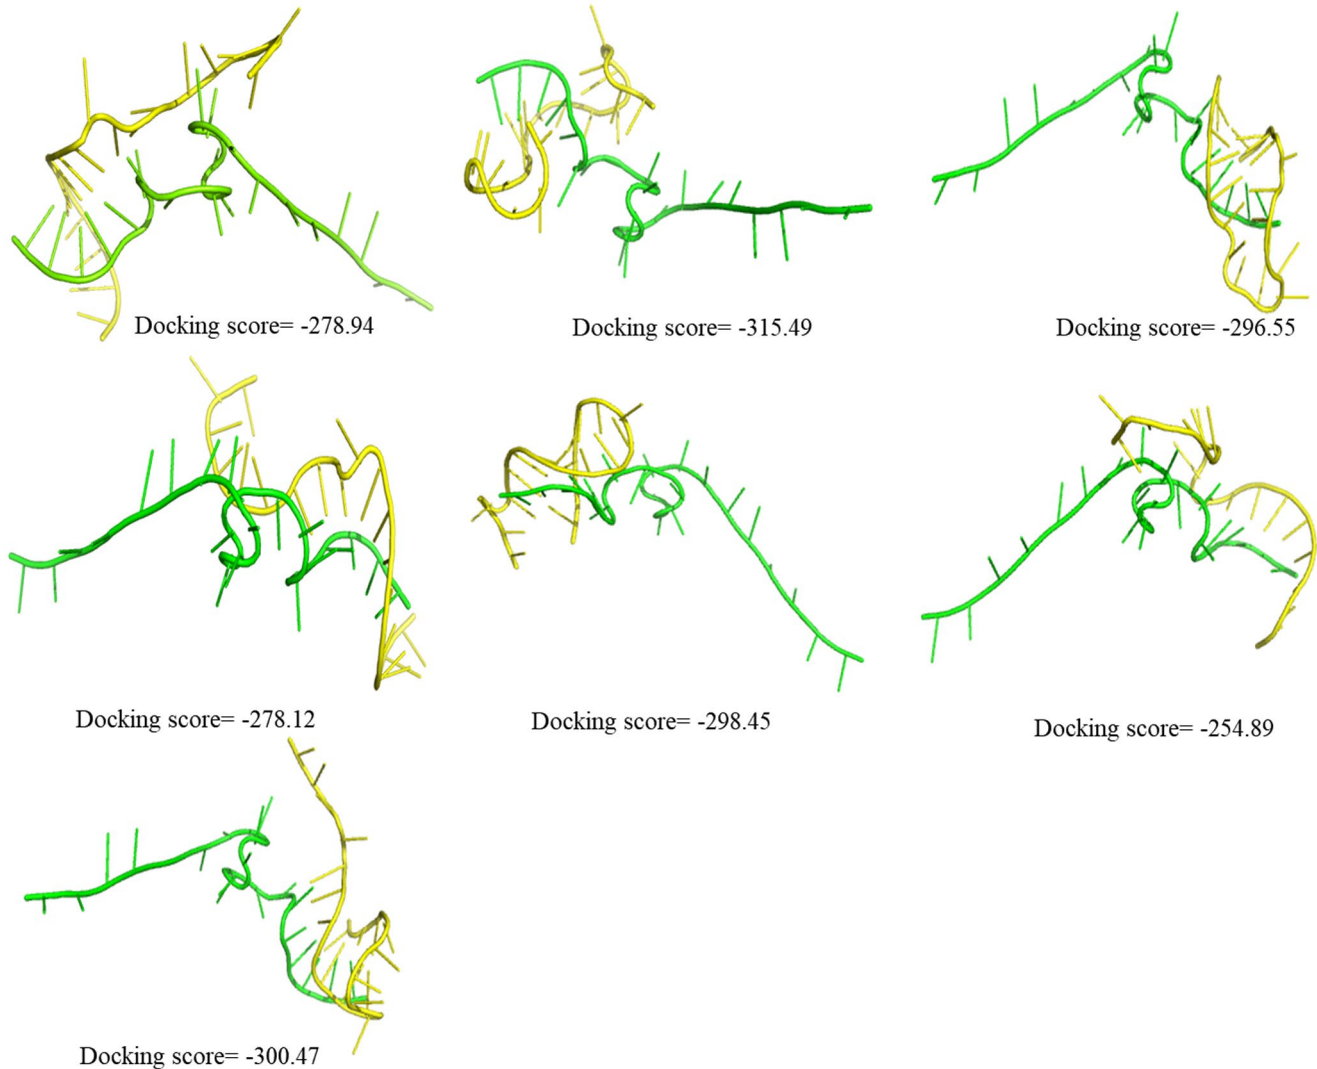 Docking score= -278.94
Docking score= -315.49
Docking score= -296.55
Docking score= -278.12
Docking score= -298.45
Docking score= -254.89
Docking score= -300.47